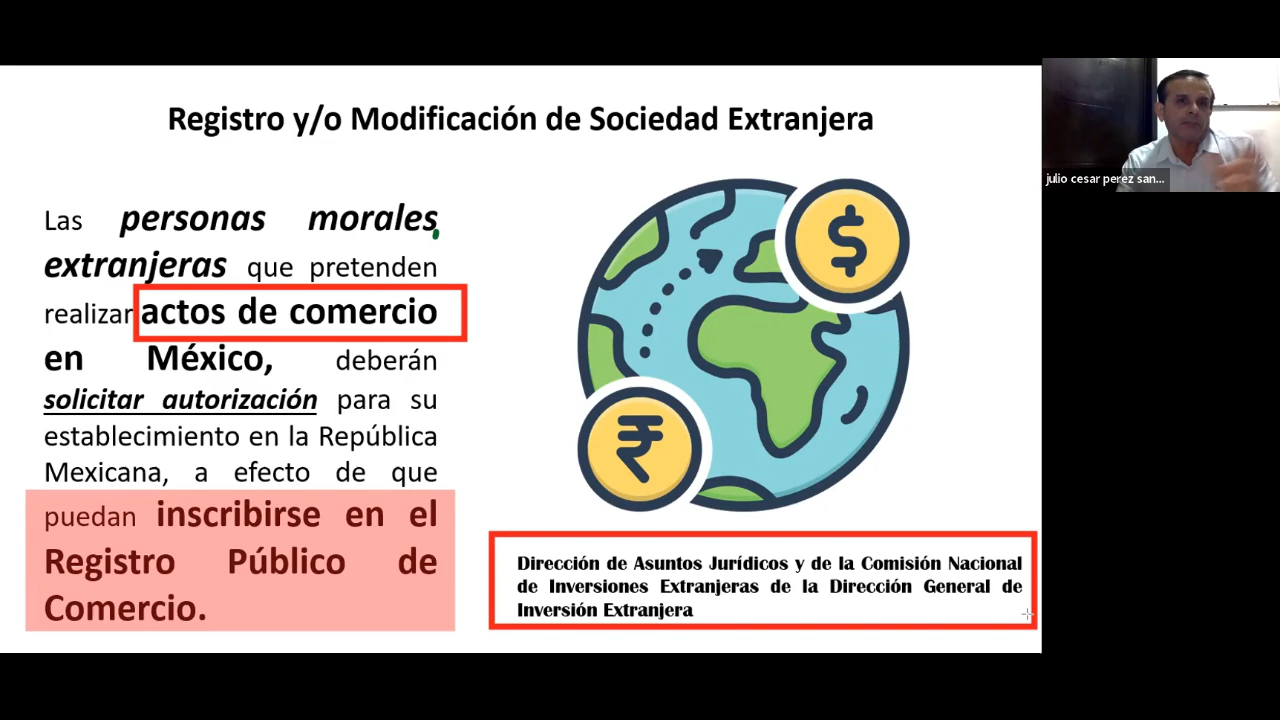 Registro y/o Modificación de Sociedad Extranjera
julio cesar perez san...
Las personas morales
extranjeras que pretenden
realizar actos de comercio
en México, deberán
solicitar autorización para su
establecimiento en la República
Mexicana, a efecto de que
puedan inscribirse en el
Registro Público de
Comercio.
$
₹
Dirección de Asuntos Jurídicos y de la Comisión Nacional
de Inversiones Extranjeras de la Dirección General de
Inversión Extranjera